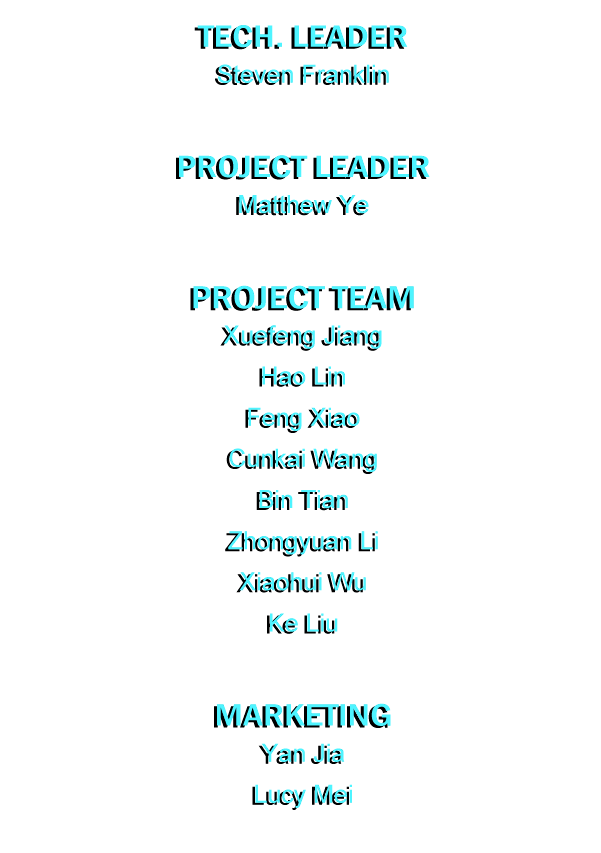 TECH. LEADER
Steven Franklin
PROJECT LEADER
Matthew Ye
PROJECT TEAM
Xuefeng Jiang
Hao Lin
Feng Xiao
Cunkai Wang
Bin Tian
Zhongyuan Li
Xiaohui Wu
Ke Liu
MARKETING
Yan Jia
Lucy Mei